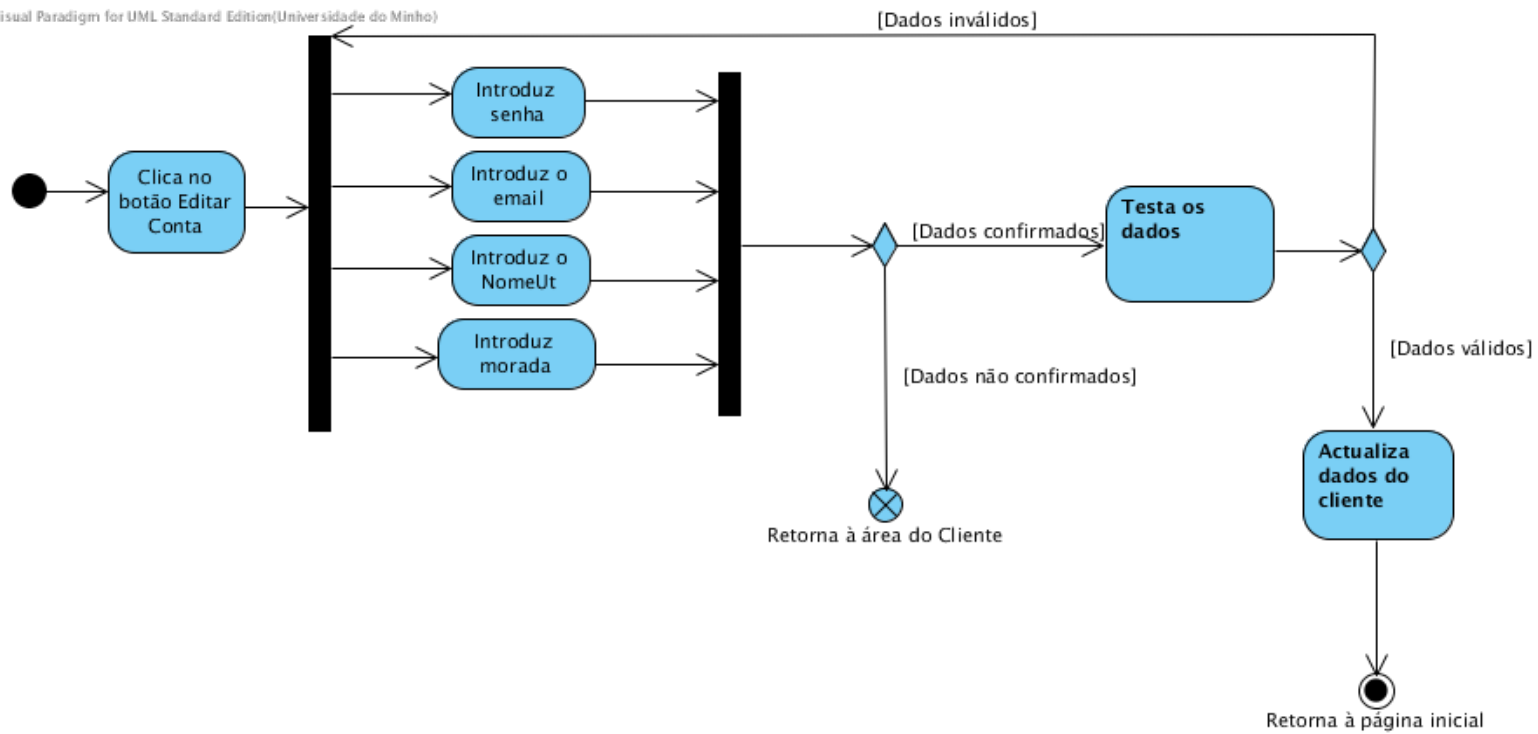 isual Paradigm for UML Standard Edition(Universidade do Minho)
[Dados inválidos]
Introduz
senha
Clica no
botão Editar
Conta
Introduz o
email
Introduz o
NomeUt
Introduz
morada
[Dados confirmados]
Testa os
dados
[Dados válidos]
[Dados não confirmados]
Actualiza
dados do
cliente
Retorna à área do Cliente
Retorna à página inicial